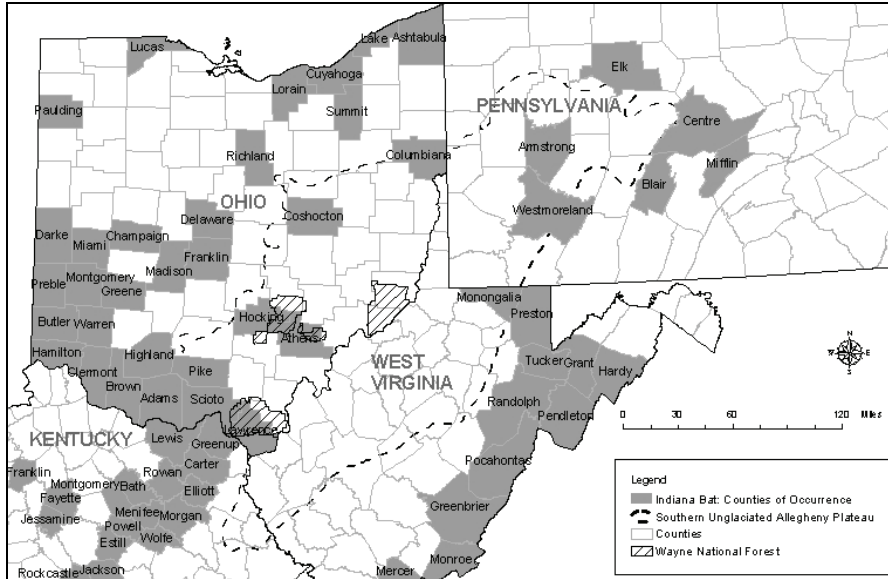 Lucas
Lake
Ashtabula
Cuyahoga
Lorain
Summit
Paulding
Richland
Columbiana
OHIO
Delaware
Coshocton
Darke
Champaign
Miami
Franklin
Madison
Montgomery
Preble
Greene
Hocking
Butler
Warren
Athens
Hamilton
Highland
Clermont
Pike
Brown
Adams
Scioto
Lawrence
Elk
PENNSYLVANIA
Centre
Armstrong
Mifflin
Blair
Westmoreland
Monongalia
Preston
WEST
VIRGINIA
Tucker
Grant
Hardy
Randolph
Pendleton
Pocahontas
Greenbrier
Monroe
Mercer
KENTUCKY
Lewis
Greenup
Franklin
Rowan
Carter
Montgomery
Bath
Fayette
Elliott
Menifee
Morgan
Jessamine
Powell
Estill
Wolfe
Rockcastle
Jackson
N
W
E
S
0 30 60 120 Miles
Legend
Indiana Bat: Counties of Occurrence
Southern Unglaciated Allegheny Plateau
Counties
Wayne National Forest